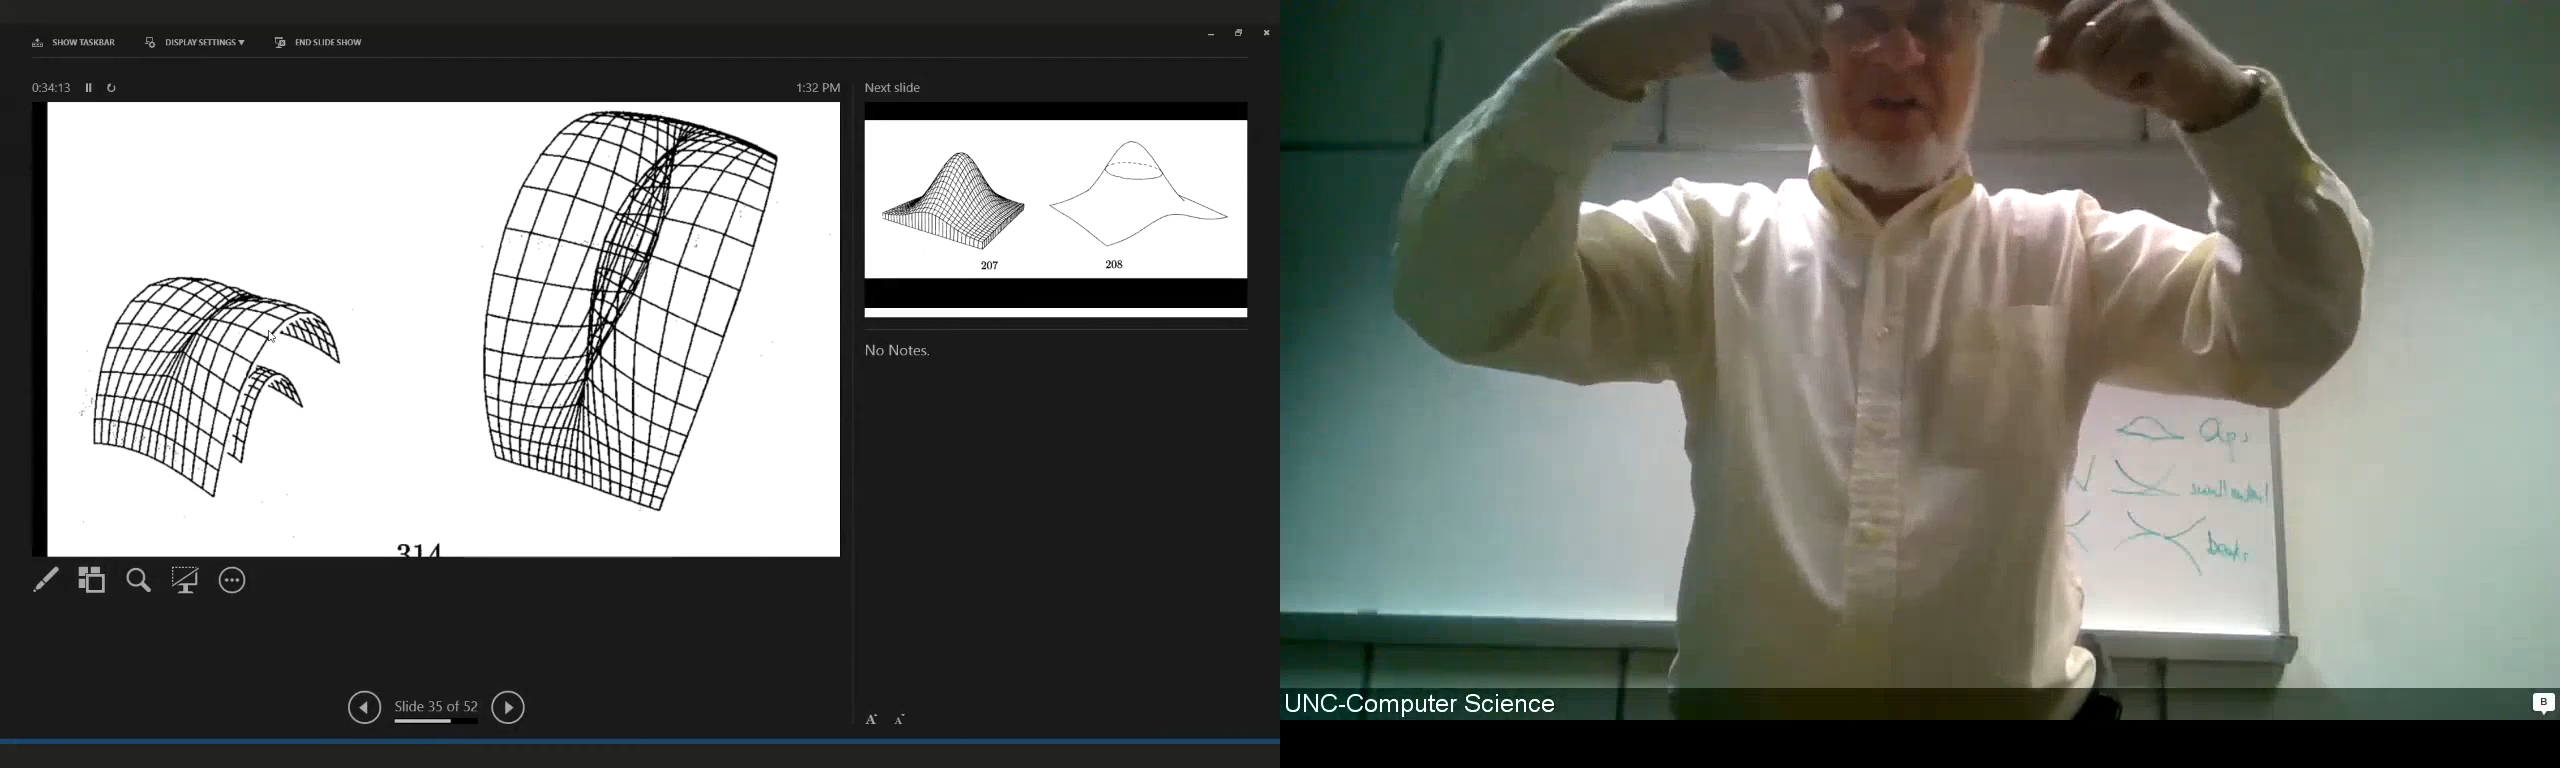 SHOW TASKBAR DISPLAY SETTINGS ▼ END SLIDE SHOW
0:34:13 1:32 PM
314
Slide 35 of 52
Next slide
207 208
No Notes.
A A
UNC-Computer Science
B